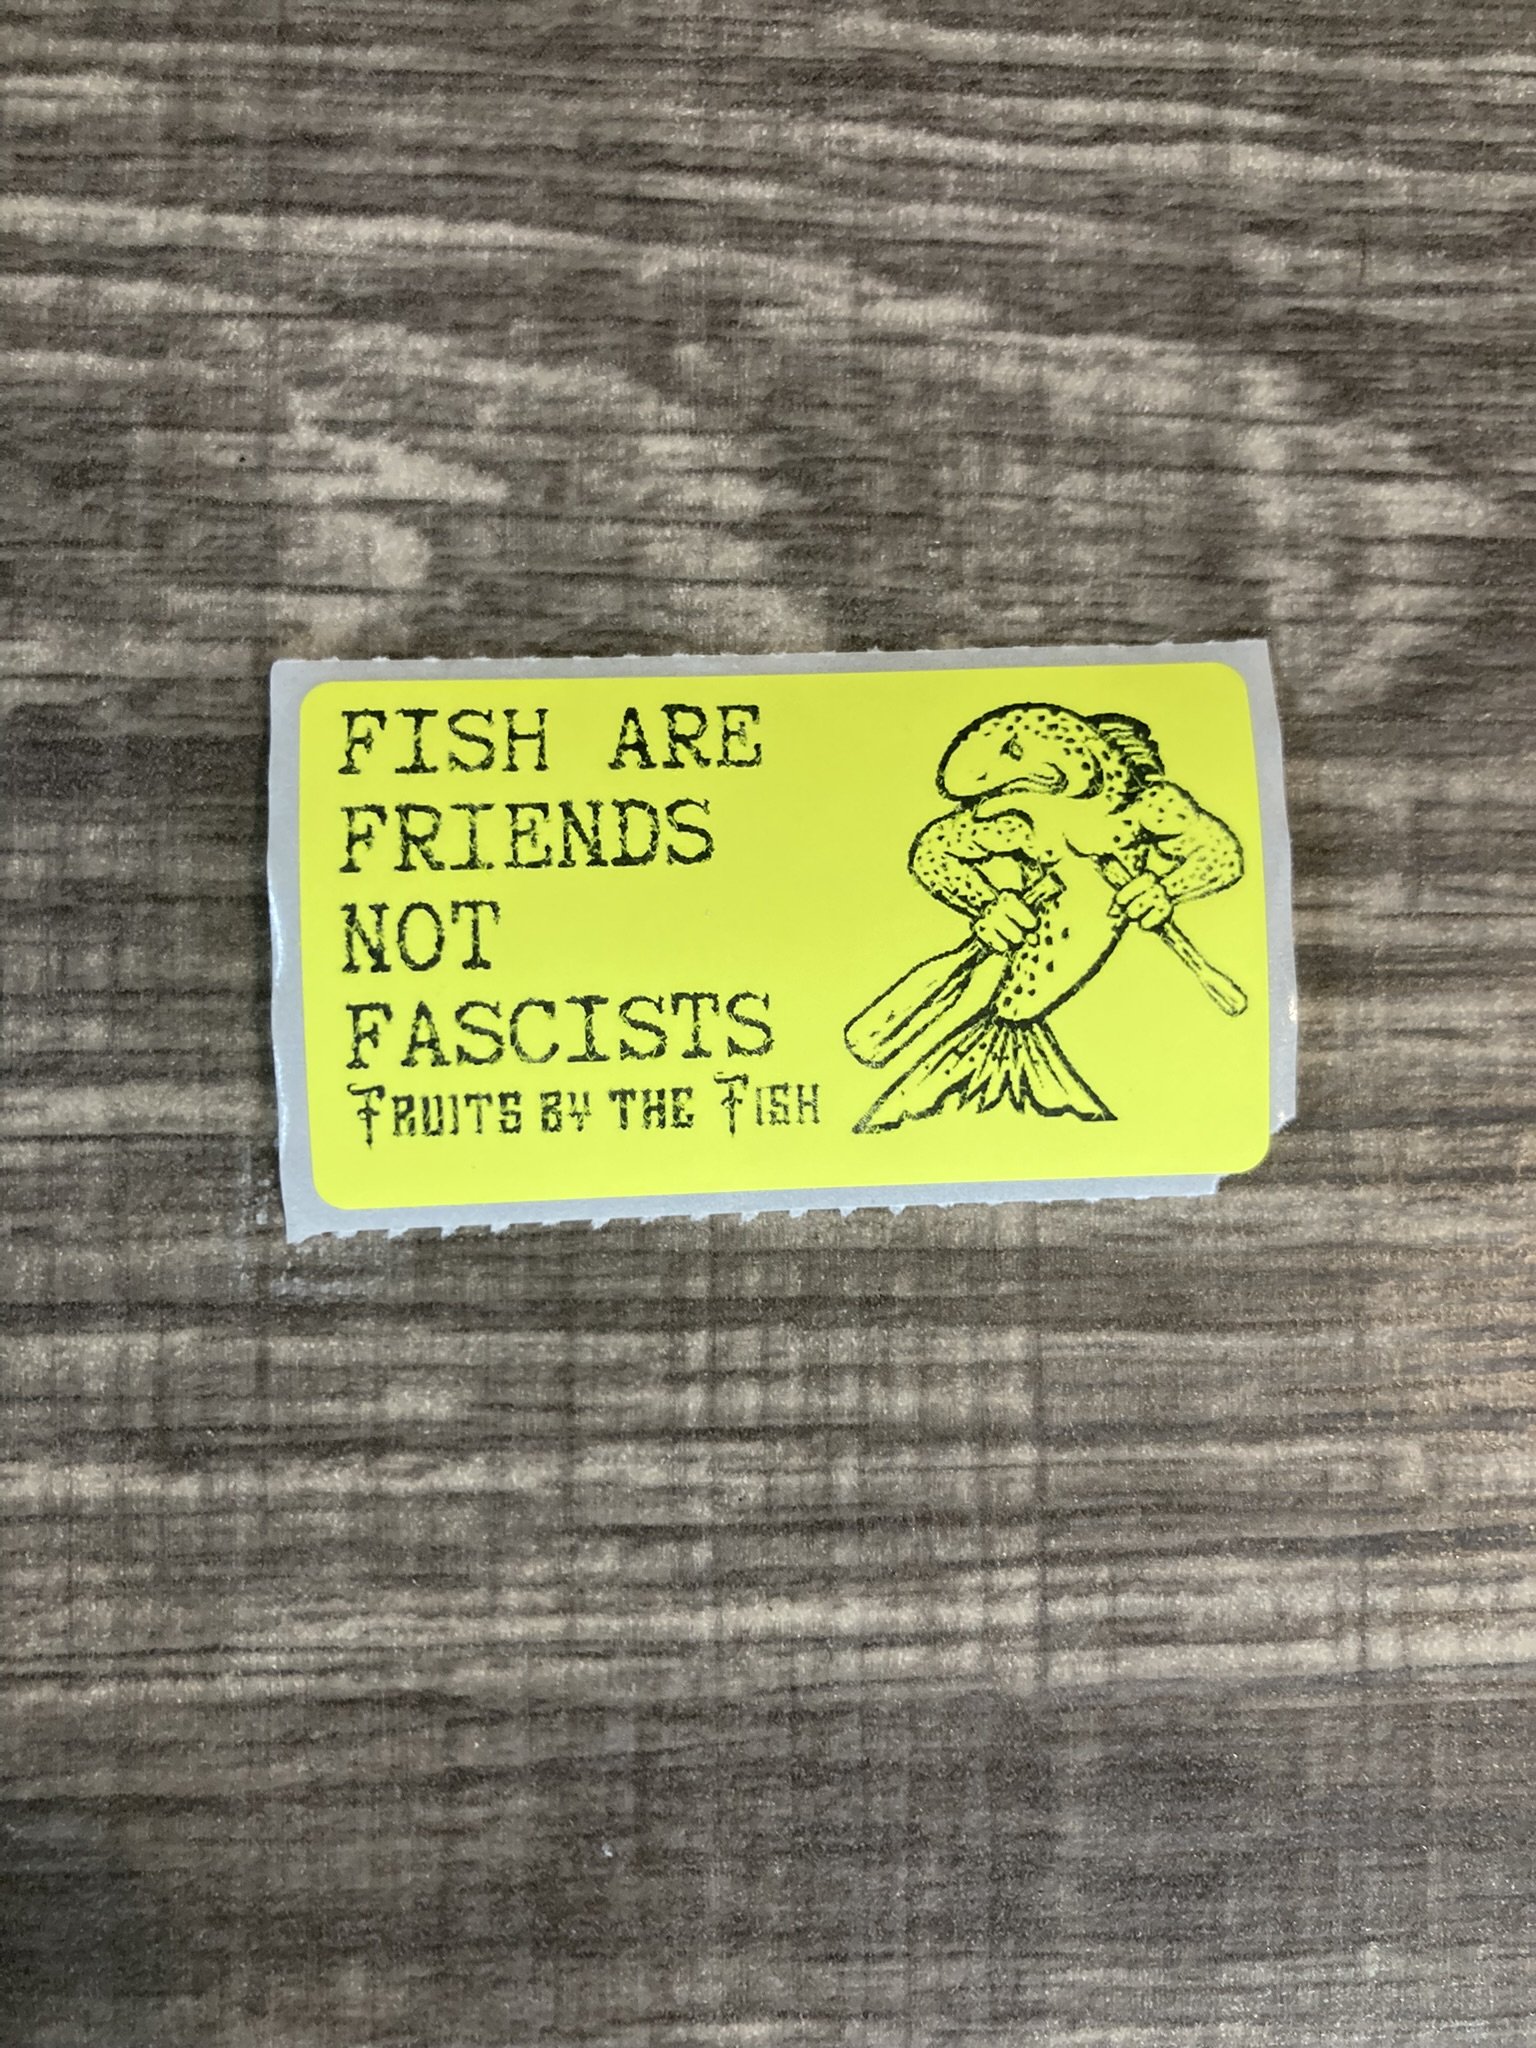 FISH ARE
FRIENDS
NOT
FASCISTS
FRUITS BY THE FISH